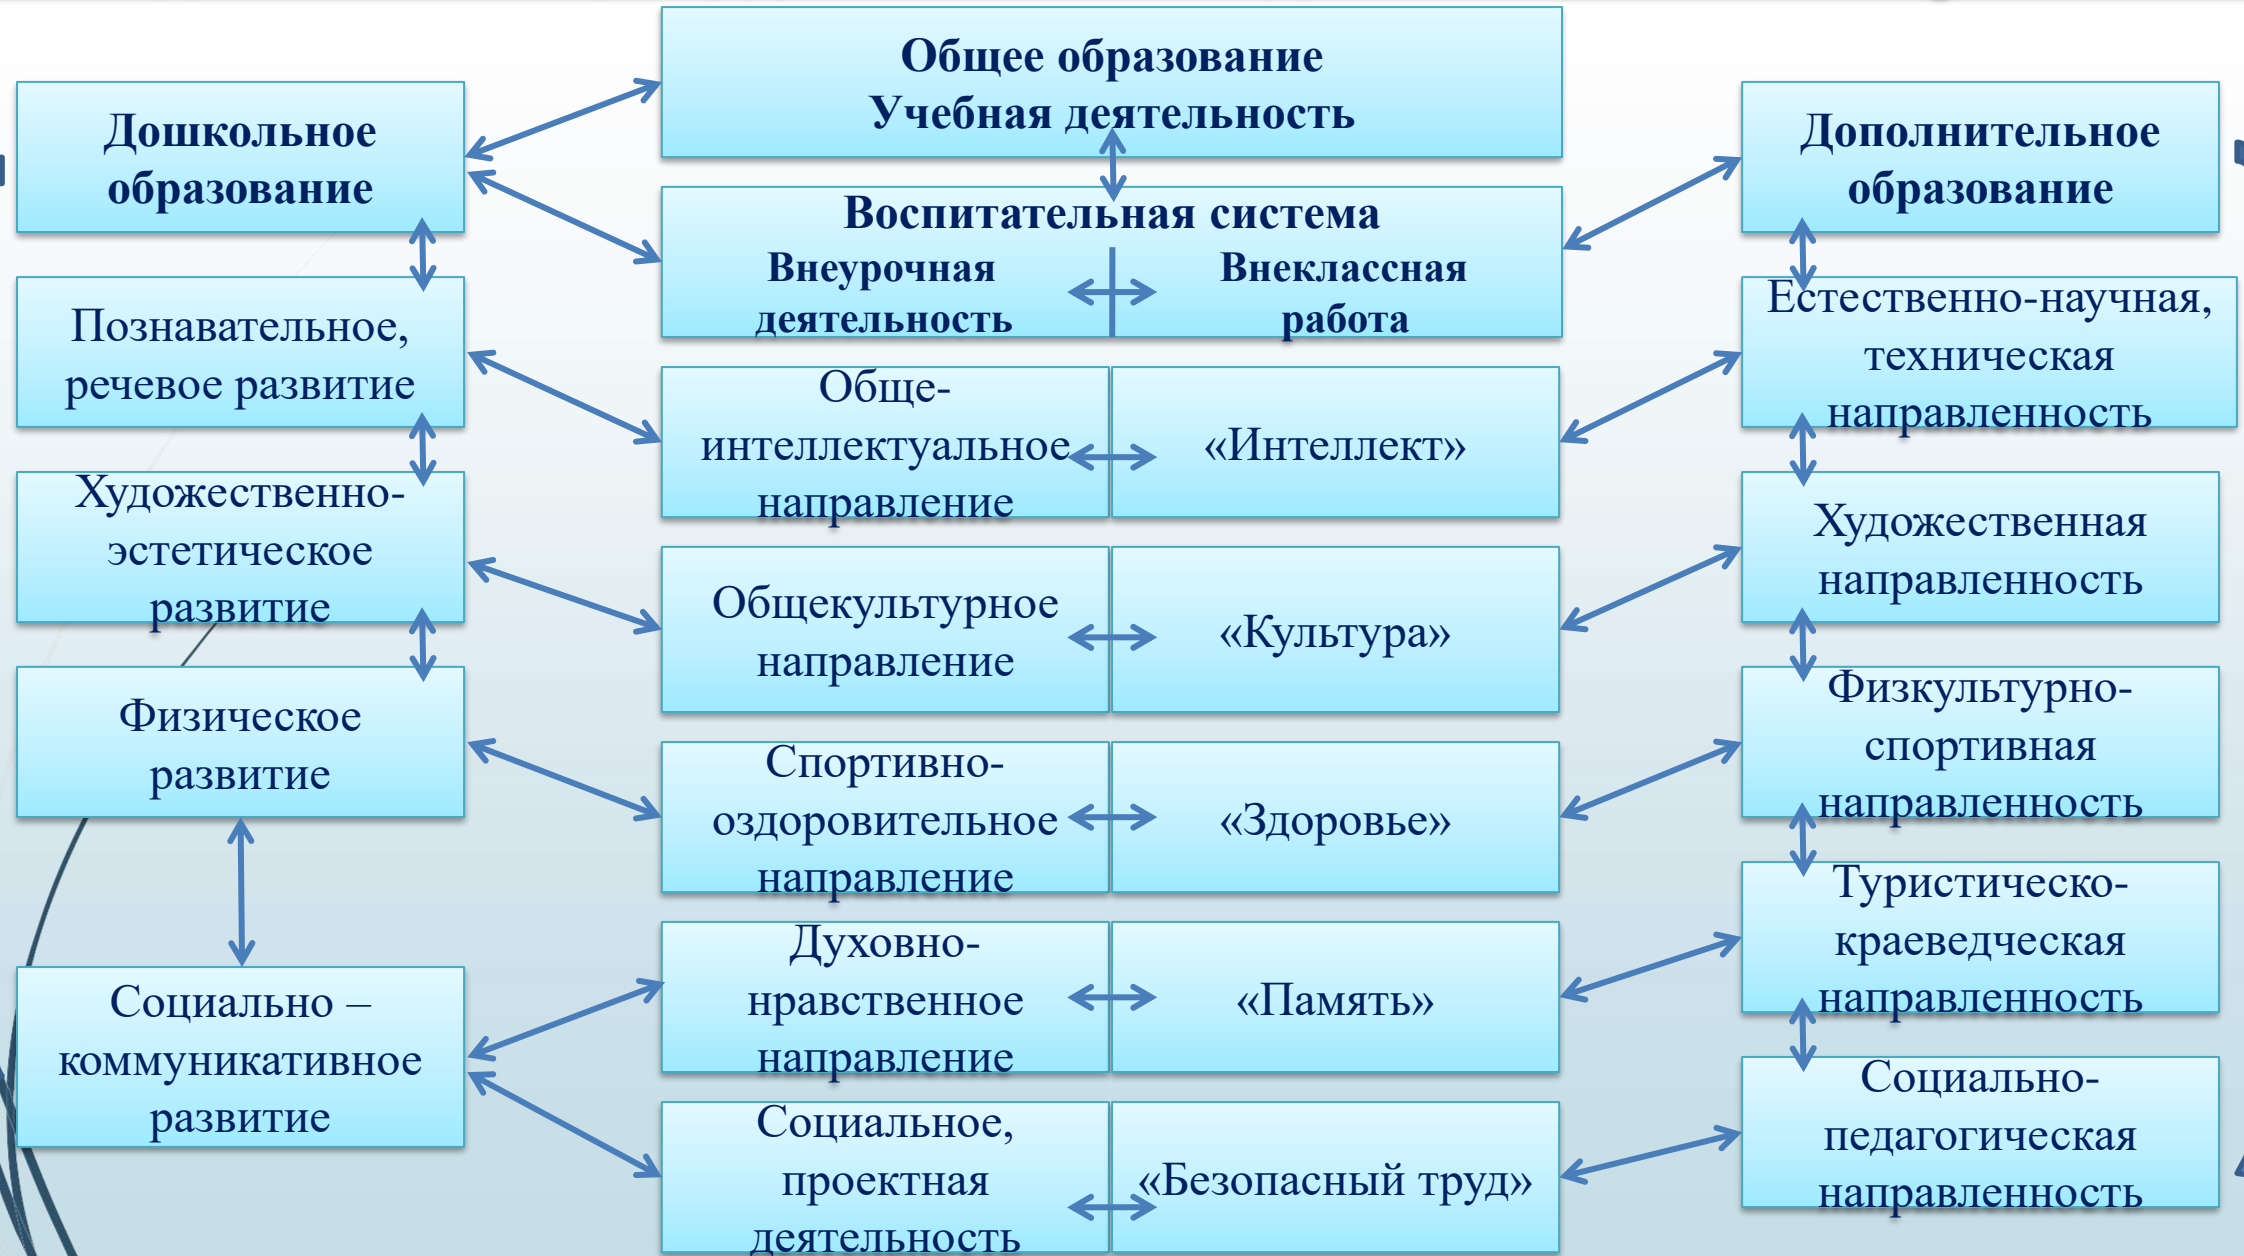 Дошкольное
образование
Познавательное,
речевое развитие
Художественно-
эстетическое
развитие
Физическое
развитие
Социально –
коммуникативное
развитие
Общее образование
Учебная деятельность
Воспитательная система
Внеурочная
деятельность
Внеклассная
работа
Обще-
интеллектуальное
направление
«Интеллект»
Общекультурное
направление
«Культура»
Спортивно-
оздоровительное
направление
«Здоровье»
Духовно-
нравственное
направление
«Память»
Социальное,
проектная
деятельность
«Безопасный труд»
Дополнительное
образование
Естественно-научная,
техническая
направленность
Художественная
направленность
Физкультурно-
спортивная
направленность
Туристическо-
краеведческая
направленность
Социально-
педагогическая
направленность